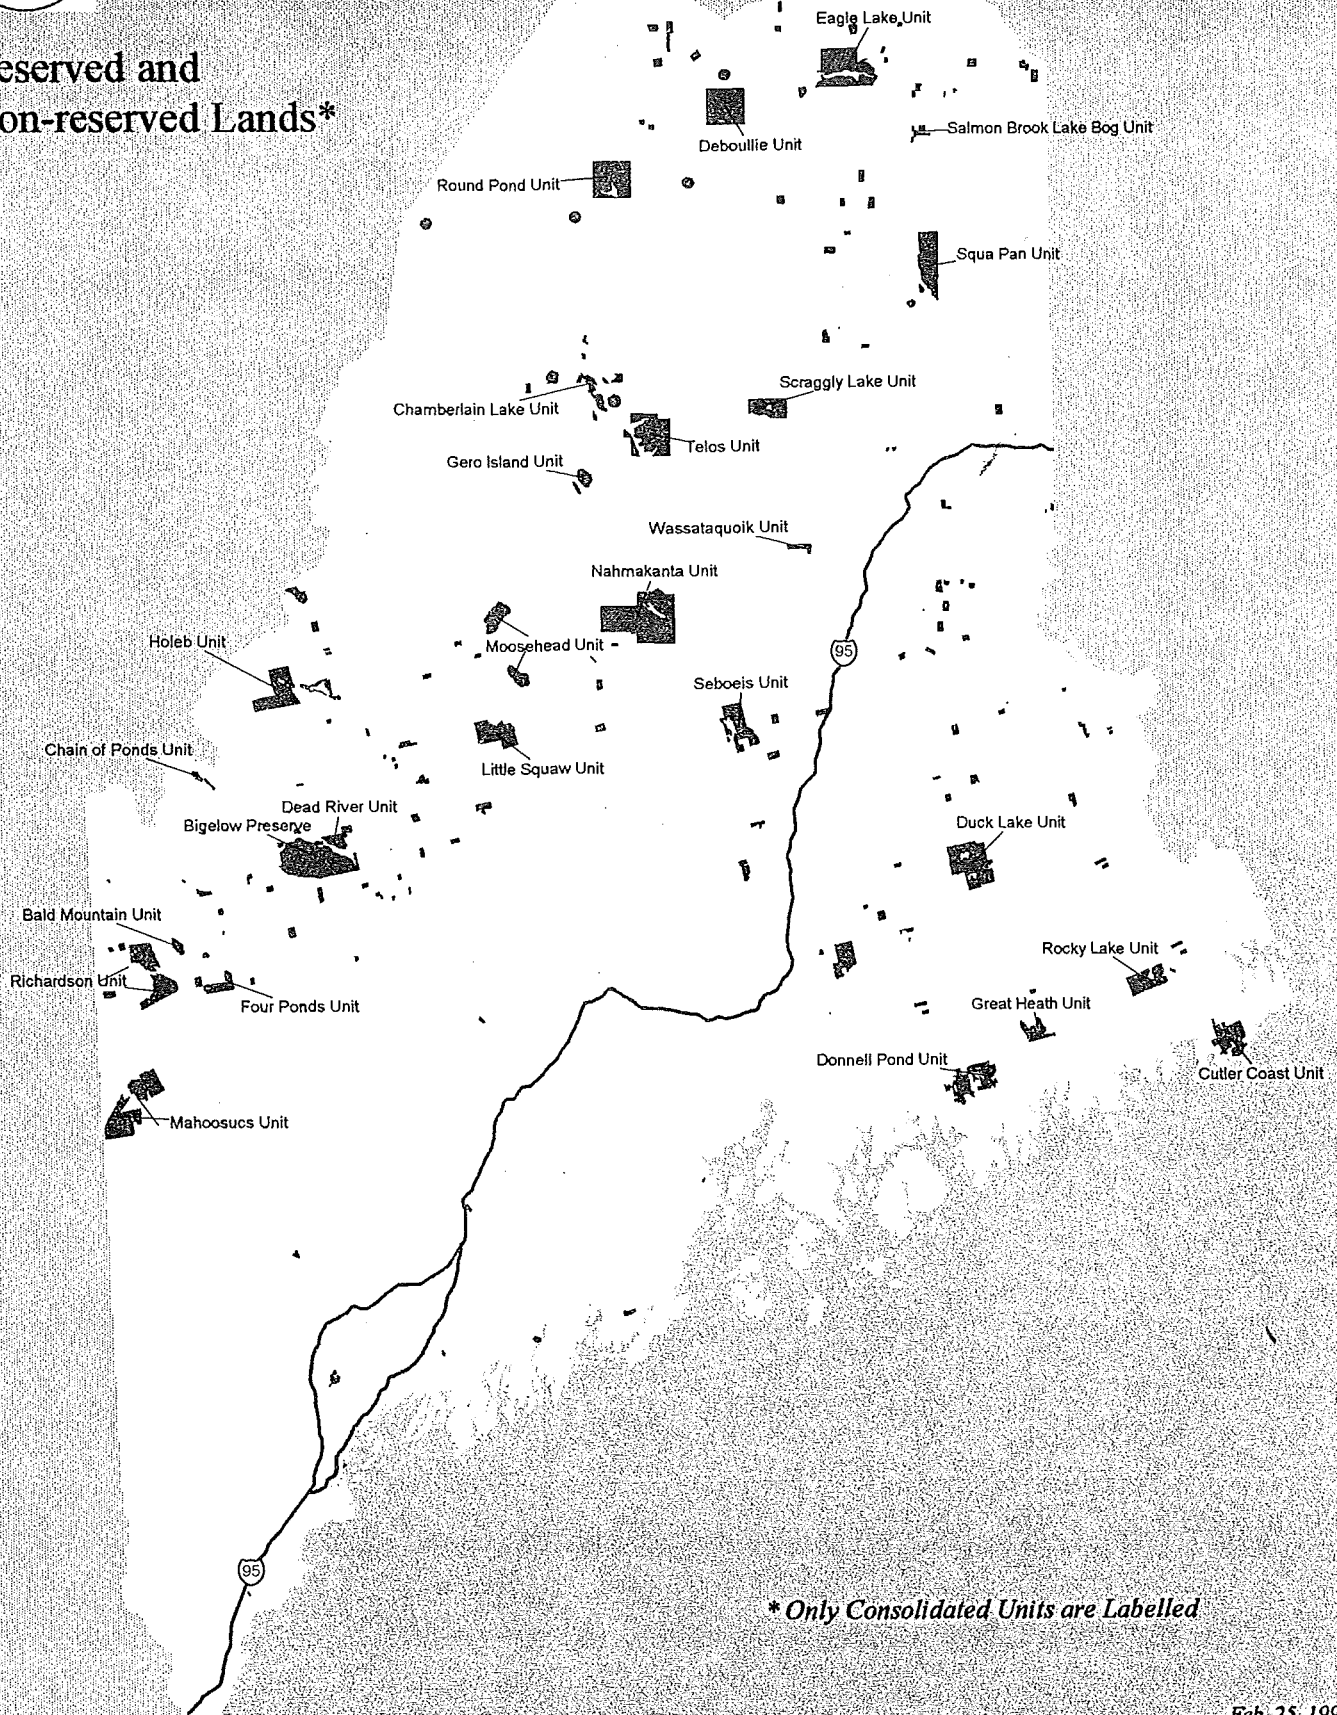 eserved and
on-reserved Lands*
Eagle Lake Unit
Salmon Brook Lake Bog Unit
Deboullie Unit
Round Pond Unit
Squa Pan Unit
Scraggly Lake Unit
Chamberlain Lake Unit
Telos Unit
Gero Island Unit
Wassataquoik Unit
Nahmakanta Unit
Holeb Unit
Moosehead Unit
95
Seboeis Unit
Chain of Ponds Unit
Little Squaw Unit
Dead River Unit
Bigelow Preserve
Duck Lake Unit
Bald Mountain Unit
Rocky Lake Unit
Richardson Unit
Four Ponds Unit
Great Heath Unit
Donnell Pond Unit
Cutler Coast Unit
Mahoosucs Unit
95
* Only Consolidated Units are Labelled
Feb. 25, 199